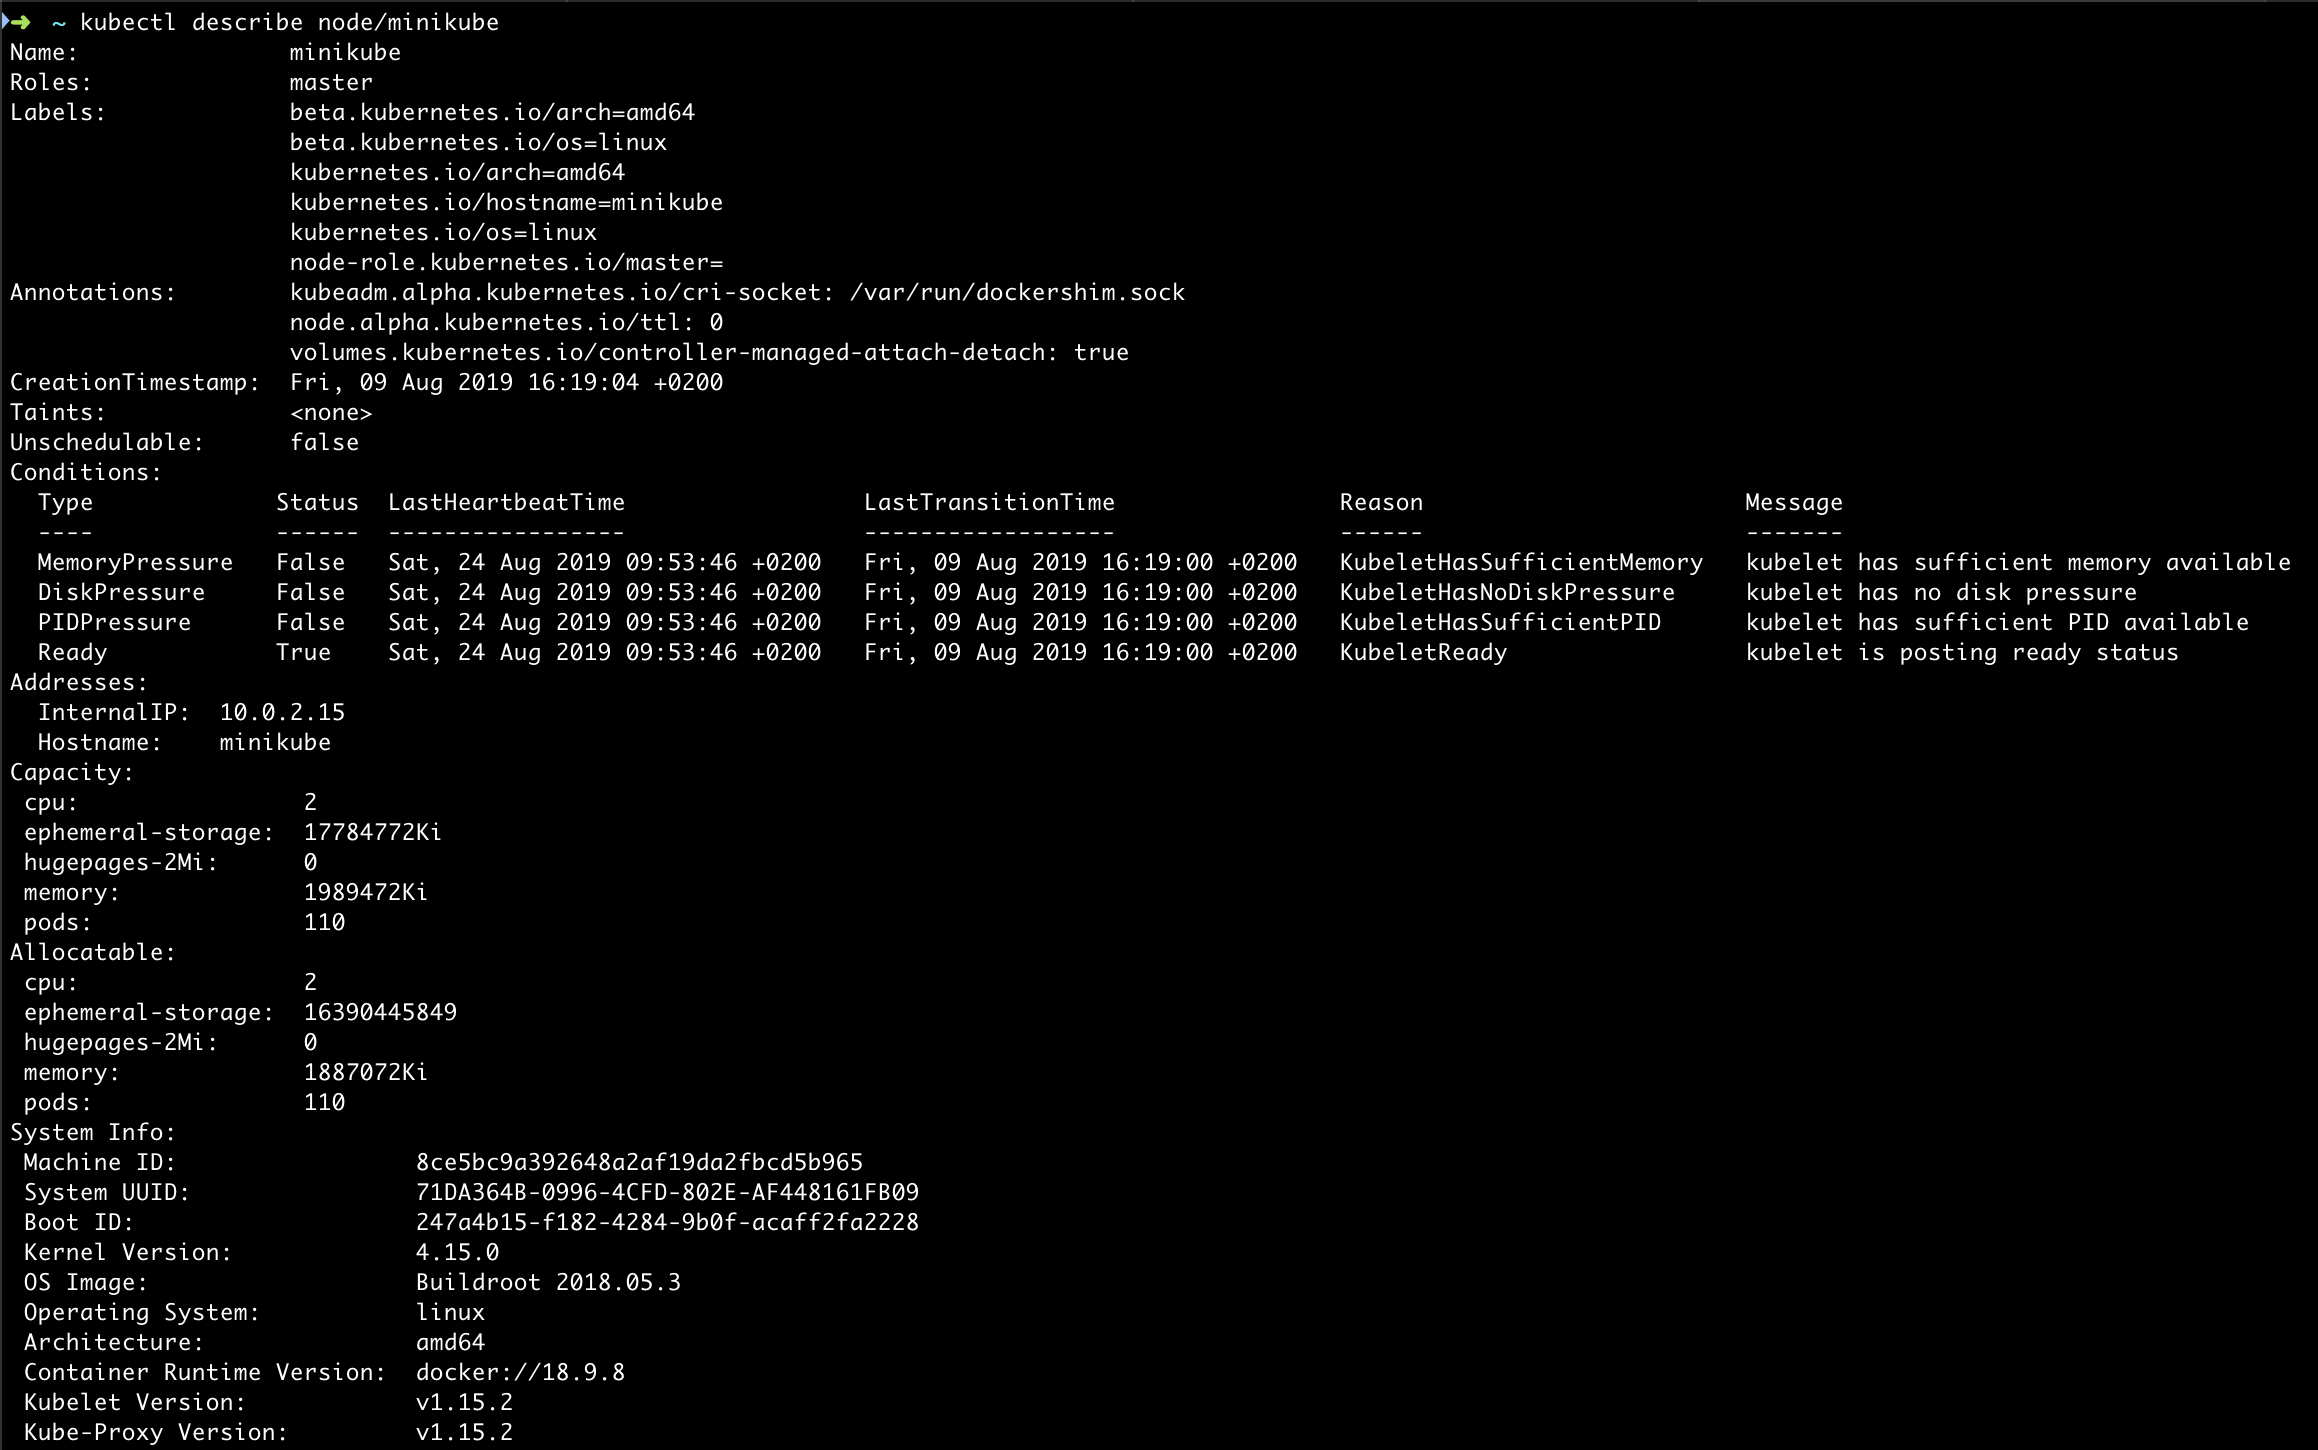 ➜ ~ kubectl describe node/minikube
Name:               minikube
Roles:              master
Labels:             beta.kubernetes.io/arch=amd64
                    beta.kubernetes.io/os=linux
                    kubernetes.io/arch=amd64
                    kubernetes.io/hostname=minikube
                    kubernetes.io/os=linux
                    node-role.kubernetes.io/master=
Annotations:        kubeadm.alpha.kubernetes.io/cri-socket: /var/run/dockershim.sock
                    node.alpha.kubernetes.io/ttl: 0
                    volumes.kubernetes.io/controller-managed-attach-detach: true
CreationTimestamp:  Fri, 09 Aug 2019 16:19:04 +0200
Taints:             <none>
Unschedulable:      false
Conditions:
  Type             Status  LastHeartbeatTime                 LastTransitionTime                Reason                       Message
  ----             ------  -----------------                 ------------------                ------                       -------
  MemoryPressure   False   Sat, 24 Aug 2019 09:53:46 +0200   Fri, 09 Aug 2019 16:19:00 +0200   KubeletHasSufficientMemory   kubelet has sufficient memory available
  DiskPressure     False   Sat, 24 Aug 2019 09:53:46 +0200   Fri, 09 Aug 2019 16:19:00 +0200   KubeletHasNoDiskPressure     kubelet has no disk pressure
  PIDPressure      False   Sat, 24 Aug 2019 09:53:46 +0200   Fri, 09 Aug 2019 16:19:00 +0200   KubeletHasSufficientPID      kubelet has sufficient PID available
  Ready            True    Sat, 24 Aug 2019 09:53:46 +0200   Fri, 09 Aug 2019 16:19:00 +0200   KubeletReady                 kubelet is posting ready status
Addresses:
  InternalIP:  10.0.2.15
  Hostname:    minikube
Capacity:
 cpu:                2
 ephemeral-storage:  17784772Ki
 hugepages-2Mi:      0
 memory:             1989472Ki
 pods:               110
Allocatable:
 cpu:                2
 ephemeral-storage:  16390445849
 hugepages-2Mi:      0
 memory:             1887072Ki
 pods:               110
System Info:
 Machine ID:                 8ce5bc9a392648a2af19da2fbcd5b965
 System UUID:                71DA364B-0996-4CFD-802E-AF448161FB09
 Boot ID:                    247a4b15-f182-4284-9b0f-acaff2fa2228
 Kernel Version:             4.15.0
 OS Image:                   Buildroot 2018.05.3
 Operating System:           linux
 Architecture:               amd64
 Container Runtime Version:  docker://18.9.8
 Kubelet Version:            v1.15.2
 Kube-Proxy Version:         v1.15.2